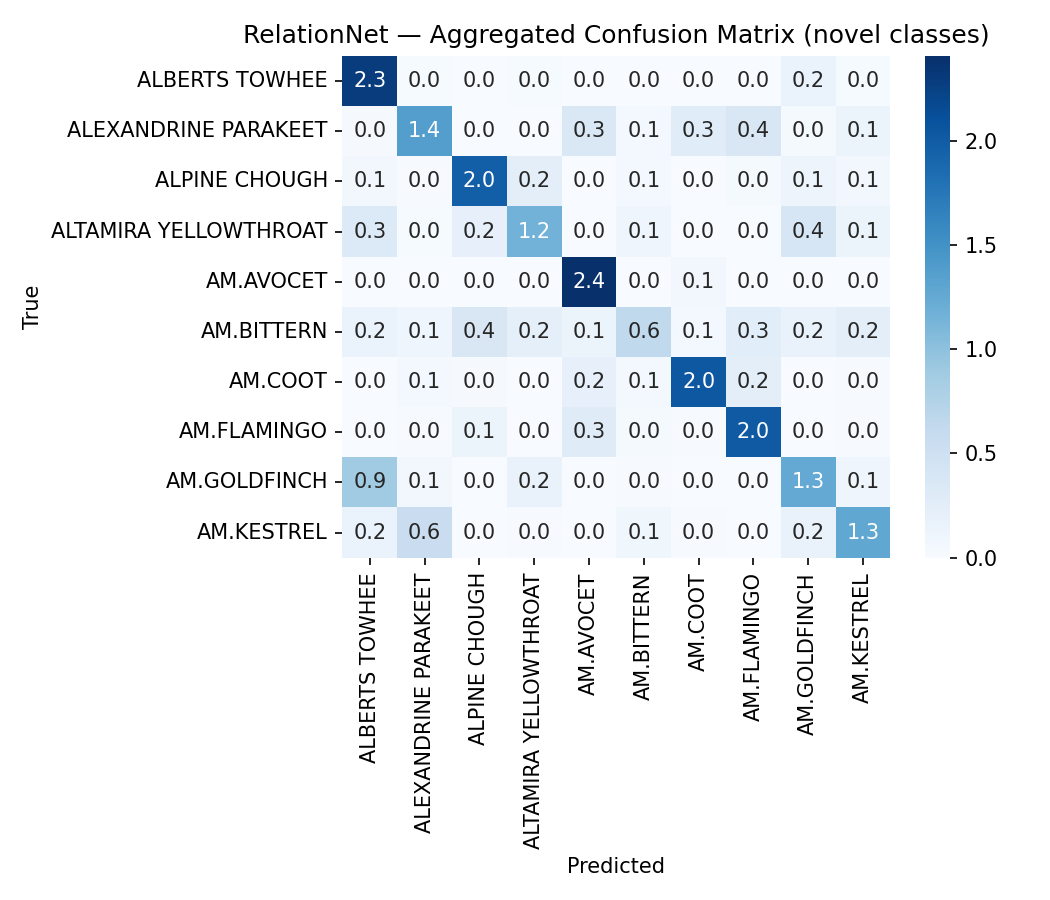 RelationNet — Aggregated Confusion Matrix (novel classes)
ALBERTS TOWHEE 2.3 0.0 0.0 0.0 0.0 0.0 0.0 0.0 0.2 0.0
ALEXANDRINE PARAKEET 0.0 1.4 0.0 0.0 0.3 0.1 0.3 0.4 0.0 0.1
ALPINE CHOUGH 0.1 0.0 2.0 0.2 0.0 0.1 0.0 0.0 0.1 0.1
ALTAMIRA YELLOWTHROAT 0.3 0.0 0.2 1.2 0.0 0.1 0.0 0.0 0.4 0.1
AM.AVOCET 0.0 0.0 0.0 0.0 2.4 0.0 0.1 0.0 0.0 0.0
AM.BITTERN 0.2 0.1 0.4 0.2 0.1 0.6 0.1 0.3 0.2 0.2
AM.COOT 0.0 0.1 0.0 0.0 0.2 0.1 2.0 0.2 0.0 0.0
AM.FLAMINGO 0.0 0.0 0.1 0.0 0.3 0.0 0.0 2.0 0.0 0.0
AM.GOLDFINCH 0.9 0.1 0.0 0.2 0.0 0.0 0.0 0.0 1.3 0.1
AM.KESTREL 0.2 0.6 0.0 0.0 0.0 0.1 0.0 0.0 0.2 1.3
True
2.0
1.5
1.0
0.5
0.0
ALBERTS TOWHEE
ALEXANDRINE PARAKEET
ALPINE CHOUGH
ALTAMIRA YELLOWTHROAT
AM.AVOCET
AM.BITTERN
AM.COOT
AM.FLAMINGO
AM.GOLDFINCH
AM.KESTREL
Predicted